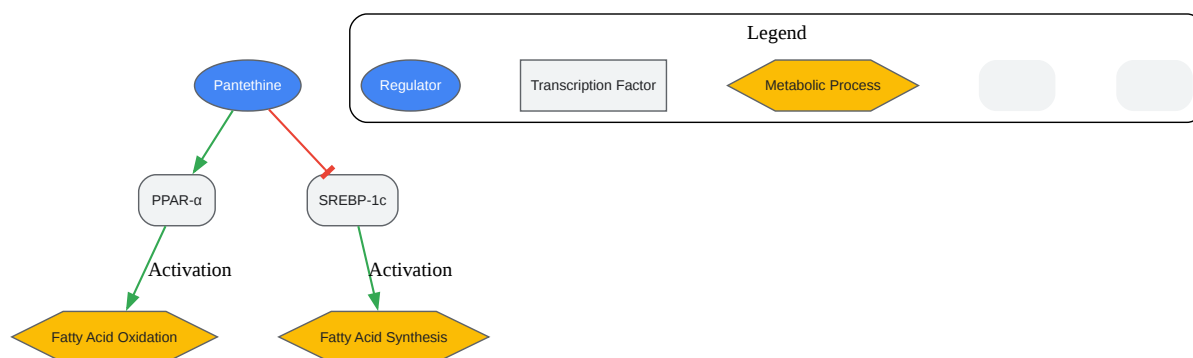 Legend
Pantethine
Regulator
Transcription Factor
Metabolic Process
PPAR-α
SREBP-1c
Activation
Activation
Fatty Acid Oxidation
Fatty Acid Synthesis